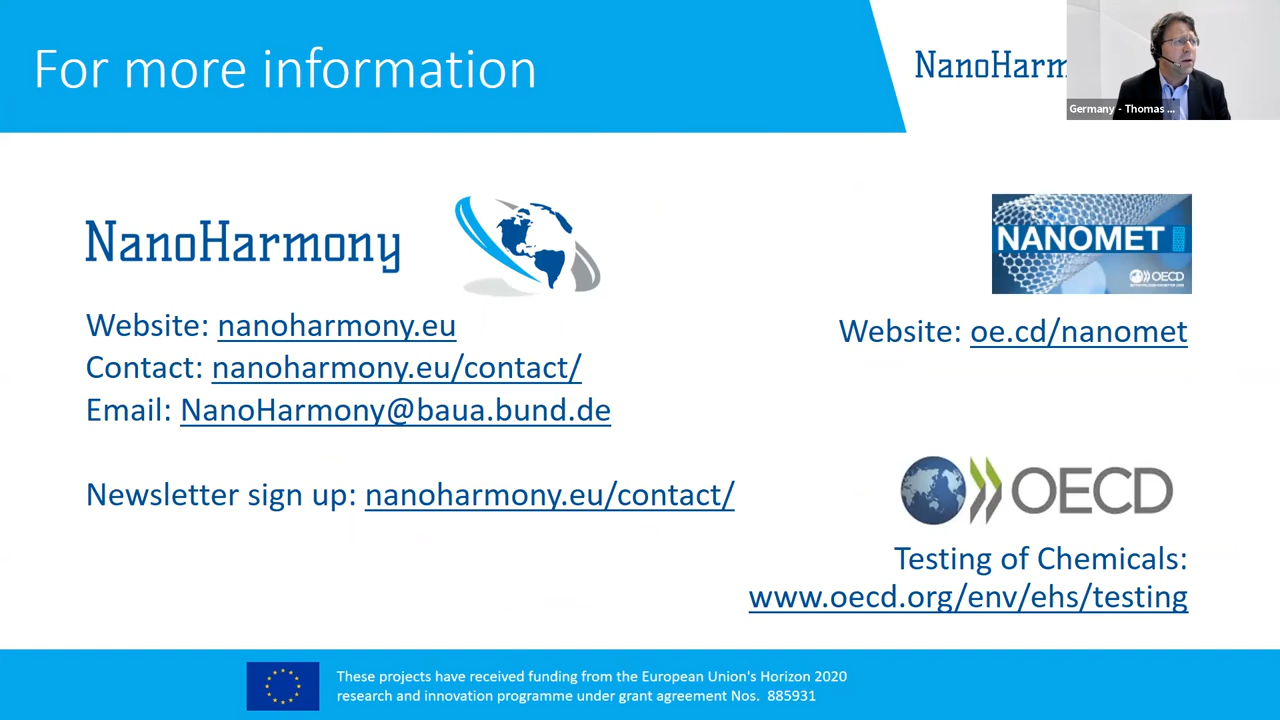 For more information
NanoHarm
Germany - Thomas ...
NanoHarmony
Website: nanoharmony.eu
Contact: nanoharmony.eu/contact/
Email: NanoHarmony@baua.bund.de
Newsletter sign up: nanoharmony.eu/contact/
NANOMET
OECD
Website: oe.cd/nanomet
OECD
Testing of Chemicals:
www.oecd.org/env/ehs/testing
These projects have received funding from the European Union's Horizon 2020
research and innovation programme under grant agreement Nos. 885931